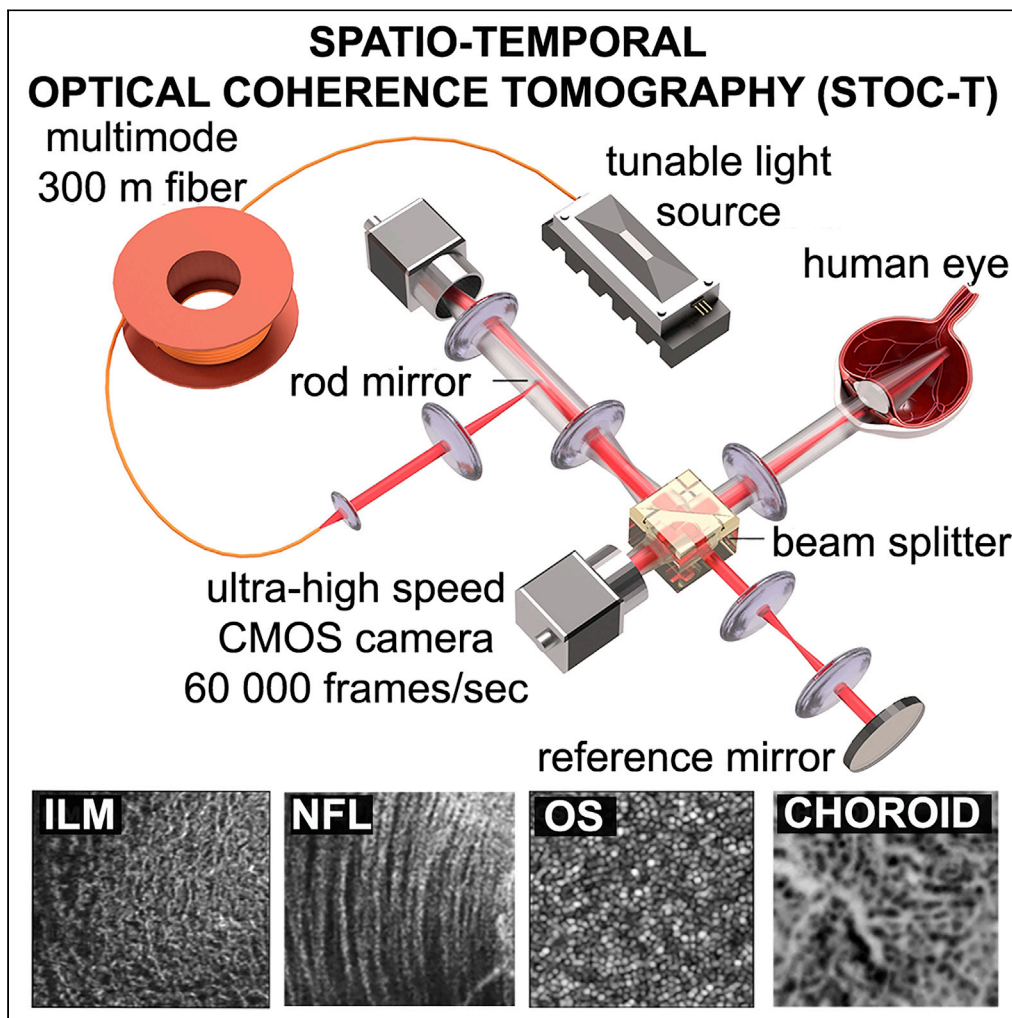 SPATIO-TEMPORAL
OPTICAL COHERENCE TOMOGRAPHY (STOC-T)
multimode
300 m fiber
tunable light
source
human eye
rod mirror
beam splitter
ultra-high speed
CMOS camera
60 000 frames/sec
reference mirror
ILM
NFL
OS
CHOROID